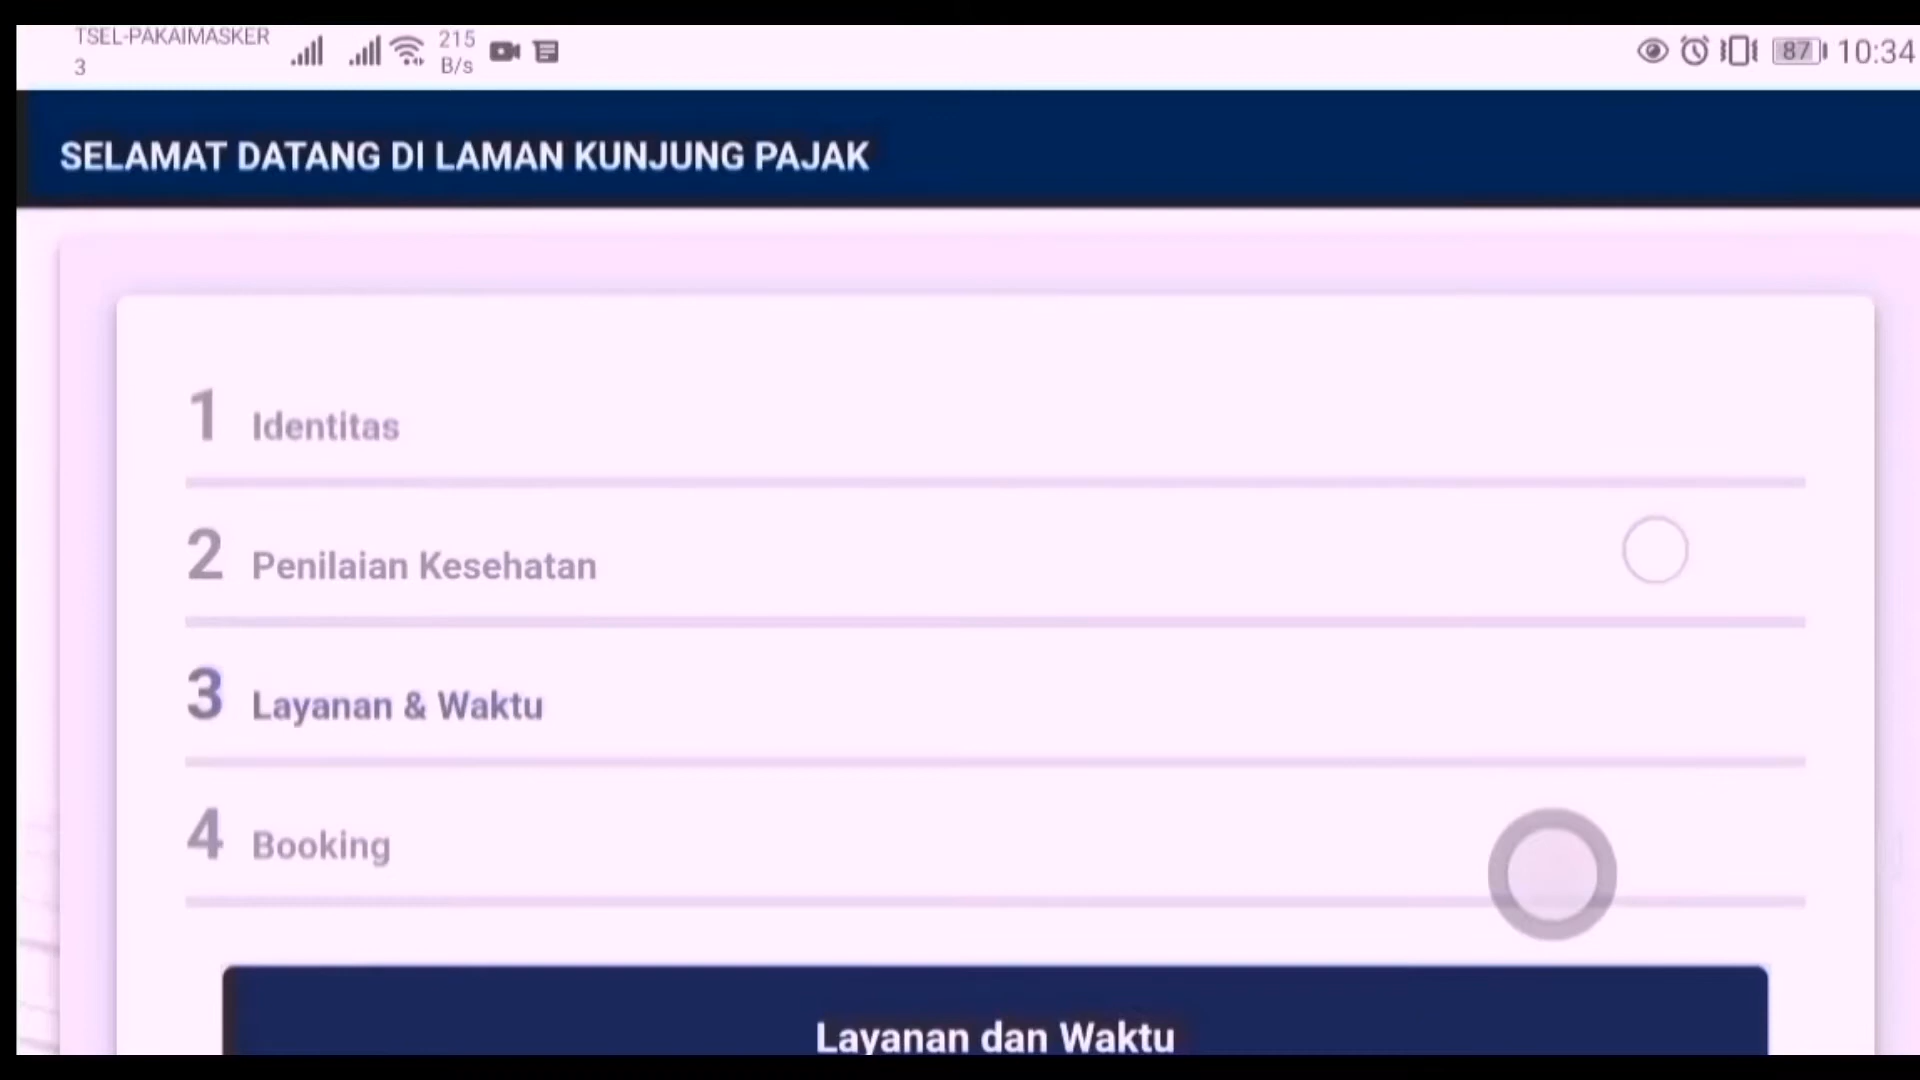 TSEL-PAKAIMASKER
3
215
B/s
87
10:34
SELAMAT DATANG DI LAMAN KUNJUNG PAJAK
1 Identitas
2 Penilaian Kesehatan
3 Layanan & Waktu
4 Booking
Layanan dan Waktu